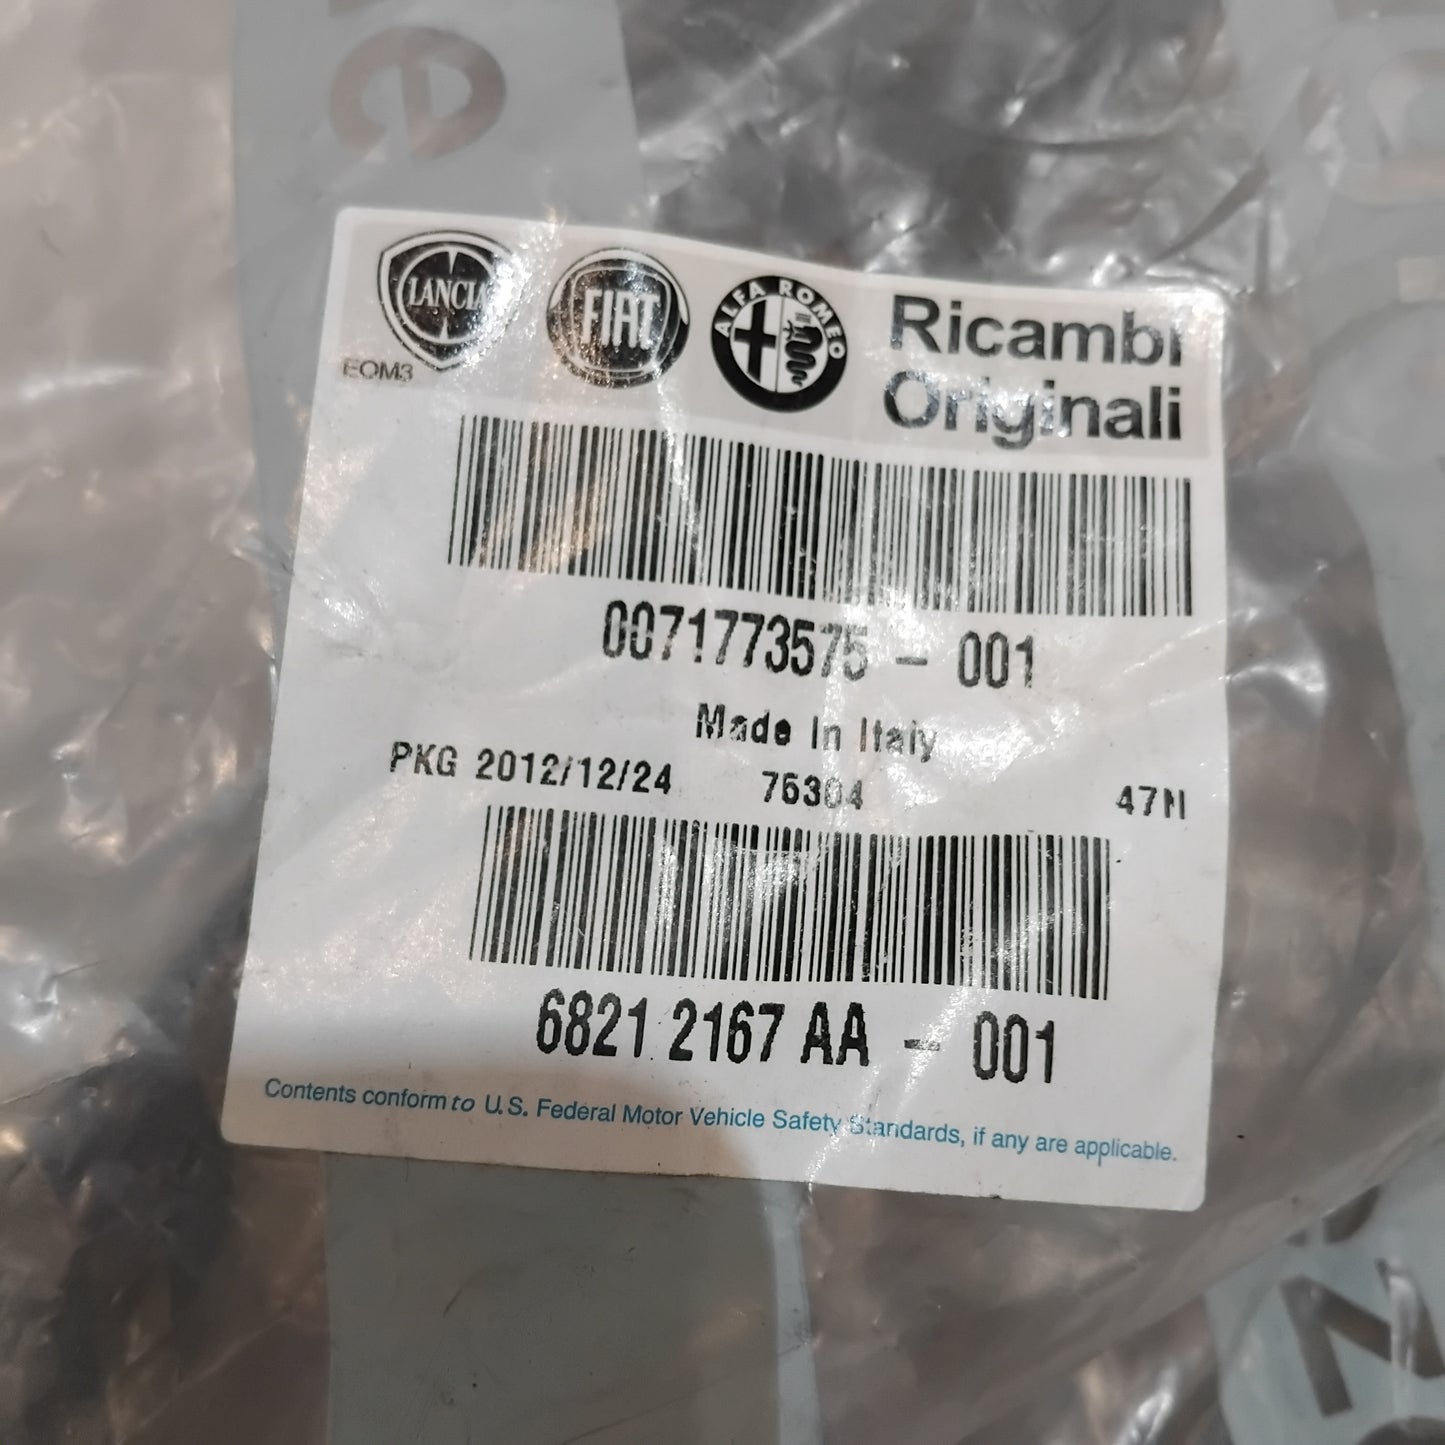 LANCIA
FIAT
ALFA ROMEO
Ricambi
Originali
EOM3
0071773575 - 001
Made In Italy
PKG 2012/12/24 76304 47N
6821 2167 AA - 001
Contents conform to U.S. Federal Motor Vehicle Safety Standards, if any are applicable.